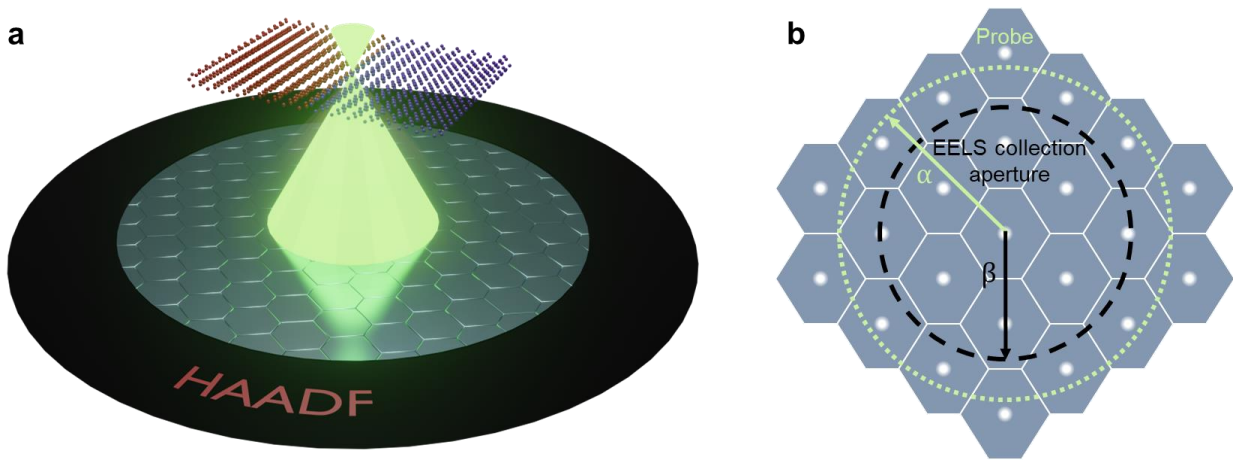 a
HAADF
b
Probe
EELS collection
aperture
α
β